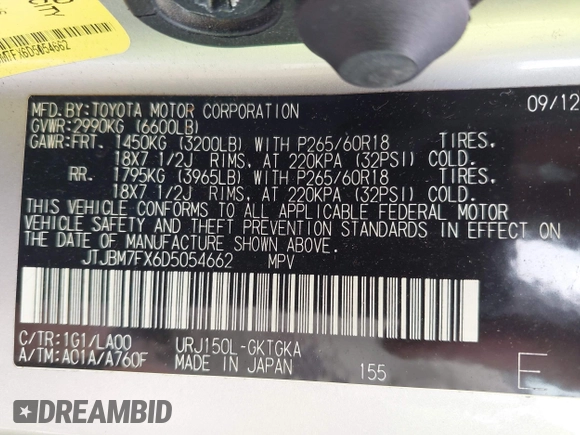 MTFX6D5054662
MFD.BY:TOYOTA MOTOR CORPORATION 09/12
GVWR:2990KG (6600LB)
GAWR:FRT. 1450KG (3200LB) WITH P265/60R18 TIRES,
18X7 1/2J RIMS, AT 220KPA (32PSI) COLD.
RR. 1795KG (3965LB) WITH P265/60R18 TIRES,
18X7 1/2J RIMS, AT 220KPA (32PSI) COLD.
THIS VEHICLE CONFORMS TO ALL APPLICABLE FEDERAL MOTOR
VEHICLE SAFETY AND THEFT PREVENTION STANDARDS IN EFFECT ON
THE DATE OF MANUFACTURE SHOWN ABOVE.
JTJBM7FX6D5054662 MPV
C/TR:1G1/LA00 URJ150L-GKTGKA
A/TM:A01A/A760F MADE IN JAPAN 155 E
DREAMBID